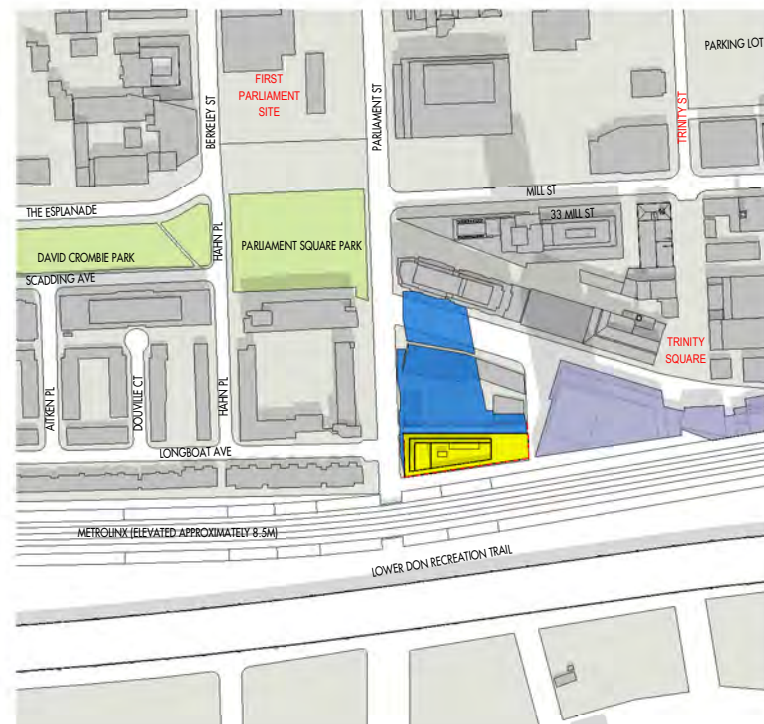 PARKING LOT
FIRST
PARLIAMENT
SITE
BERKELEY ST
PARLIAMENT ST
TRINITY ST
MILL ST
THE ESPLANADE
33 MILL ST
HAHN PL
DAVID CROMBIE PARK
PARLIAMENT SQUARE PARK
SCADDING AVE
TRINITY
SQUARE
AITKEN PL
DOUVILLE CT
HAHN PL
LONGBOAT AVE
METROLINX (ELEVATED APPROXIMATELY 8.5M)
LOWER DON RECREATION TRAIL